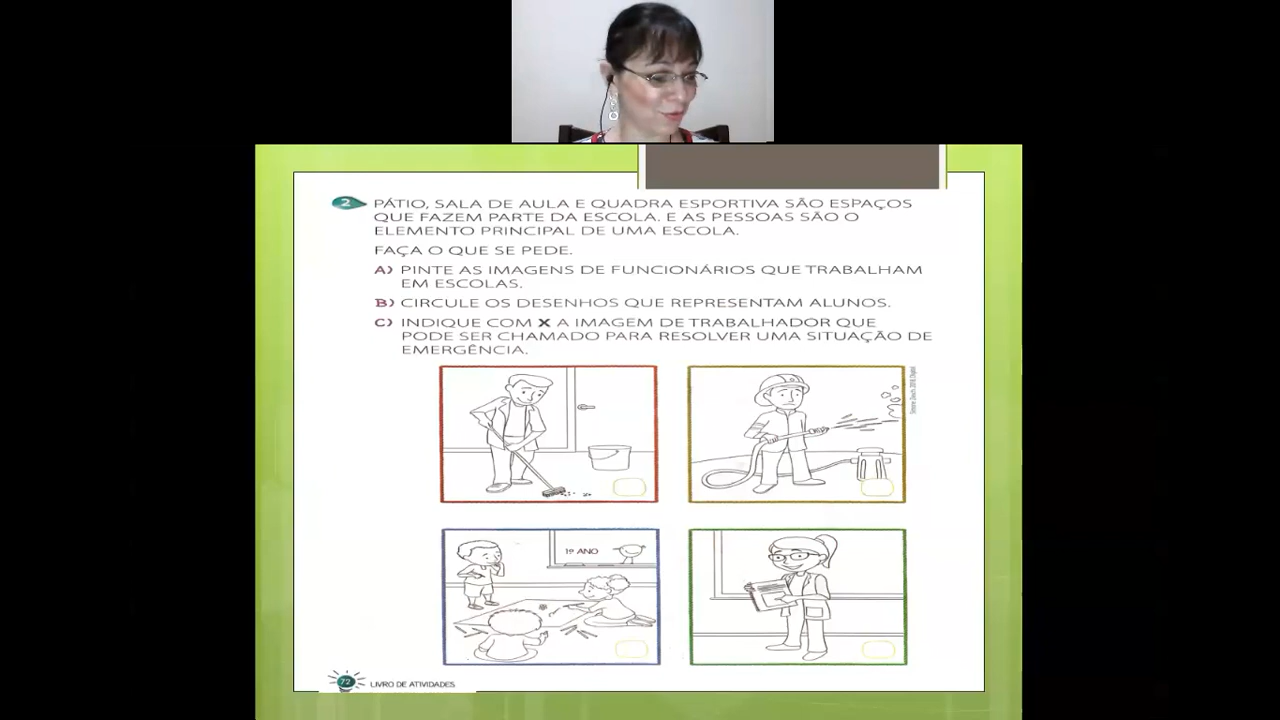 2 PÁTIO, SALA DE AULA E QUADRA ESPORTIVA SÃO ESPAÇOS
QUE FAZEM PARTE DA ESCOLA. E AS PESSOAS SÃO O
ELEMENTO PRINCIPAL DE UMA ESCOLA.
FAÇA O QUE SE PEDE.
A) PINTE AS IMAGENS DE FUNCIONÁRIOS QUE TRABALHAM
EM ESCOLAS.
B) CIRCULE OS DESENHOS QUE REPRESENTAM ALUNOS.
C) INDIQUE COM X A IMAGEM DE TRABALHADOR QUE
PODE SER CHAMADO PARA RESOLVER UMA SITUAÇÃO DE
EMERGÊNCIA.
1º ANO
72 LIVRO DE ATIVIDADES